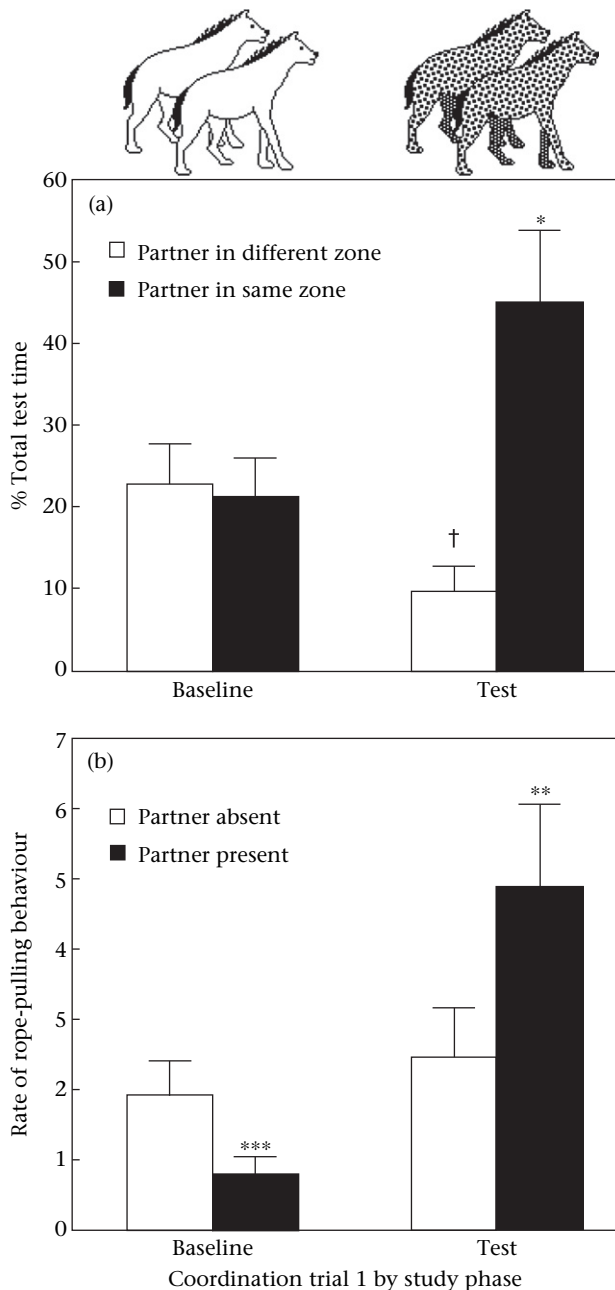 60
(a)
*
Partner in different zone
50
Partner in same zone
40
% Total test time
30
20
†
10
0
Baseline Test
7
(b)
**
6
Partner absent
Partner present
5
4
Rate of rope-pulling behaviour
5
2
***
1
0
Baseline Test
Coordination trial 1 by study phase